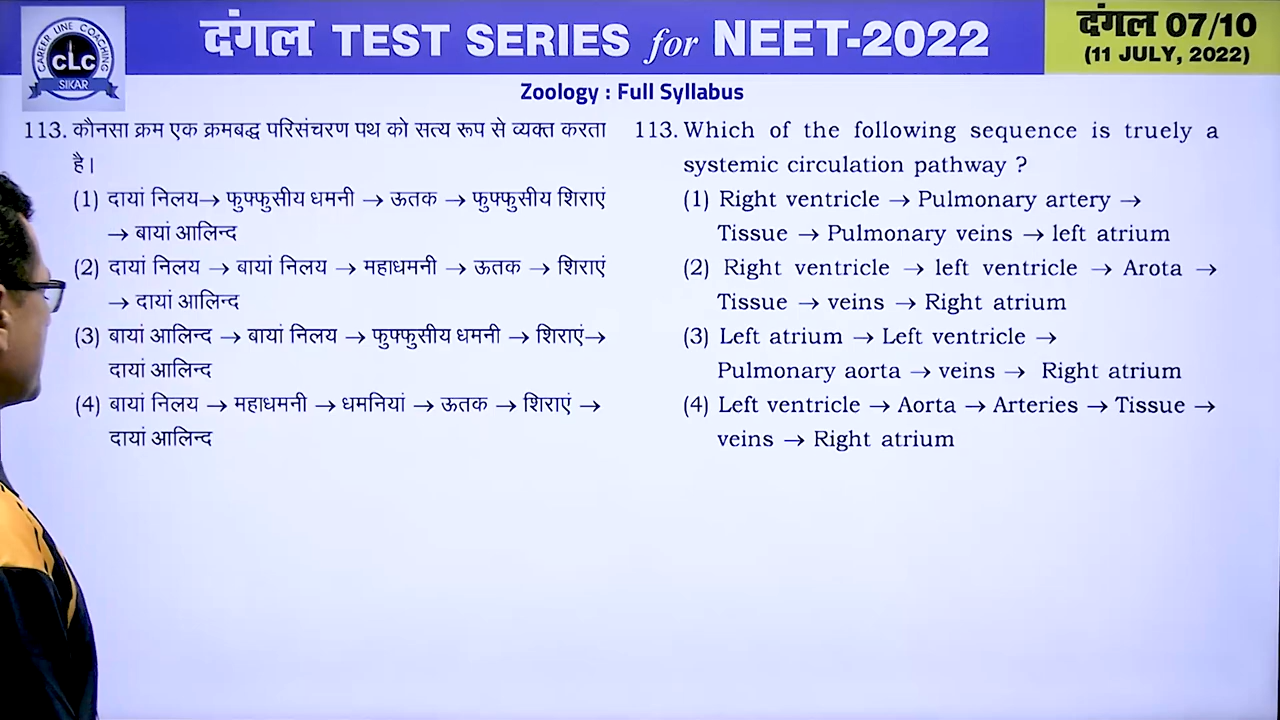 CAREER LINE COACHING
CLC
SIKAR
दंगल TEST SERIES for NEET-2022
दंगल 07/10
(11 JULY, 2022)
Zoology : Full Syllabus
113. कौनसा क्रम एक क्रमबद्ध परिसंचरण पथ को सत्य रूप से व्यक्त करता
है।
(1) दायां निलय→ फुफ्फुसीय धमनी → ऊतक → फुफ्फुसीय शिराएं
→ बायां आलिन्द
(2) दायां निलय → बायां निलय → महाधमनी → ऊतक → शिराएं
→ दायां आलिन्द
(3) बायां आलिन्द → बायां निलय → फुफ्फुसीय धमनी → शिराएं→
दायां आलिन्द
(4) बायां निलय → महाधमनी → धमनियां → ऊतक → शिराएं →
दायां आलिन्द
113. Which of the following sequence is truely a
systemic circulation pathway ?
(1) Right ventricle → Pulmonary artery →
Tissue → Pulmonary veins → left atrium
(2) Right ventricle → left ventricle → Arota →
Tissue → veins → Right atrium
(3) Left atrium → Left ventricle →
Pulmonary aorta → veins → Right atrium
(4) Left ventricle → Aorta → Arteries → Tissue →
veins → Right atrium